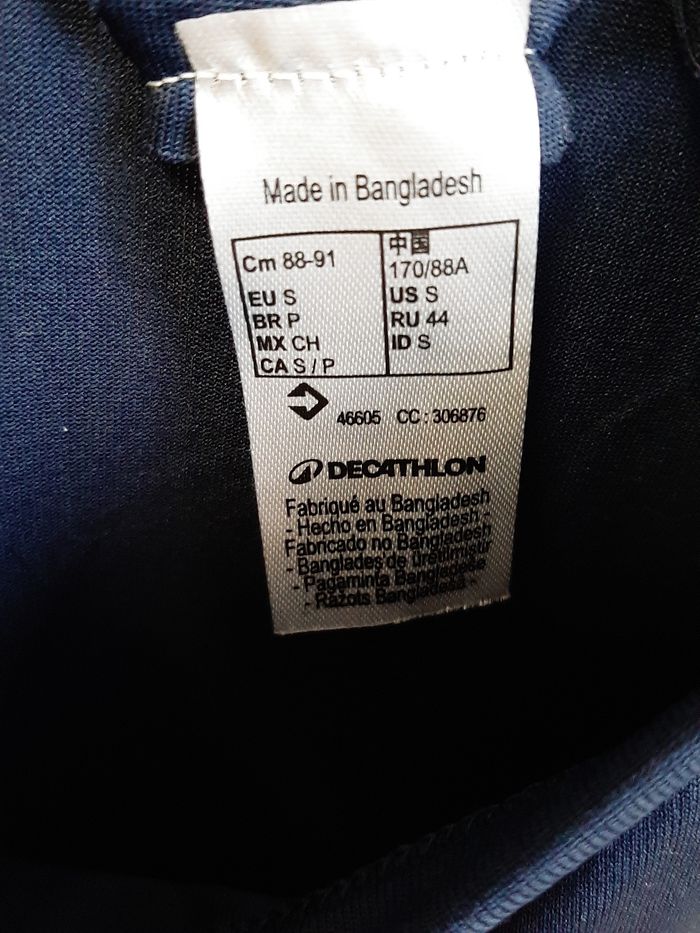 Made in Bangladesh
Cm 88-91
EU S
BR P
MX CH
CA S / P
中国
170/88A
US S
RU 44
ID S
46605 CC : 306876
DECATHLON
Fabriqué au Bangladesh
- Hecho en Bangladesh -
Fabricado no Bangladesh
- Banglades de üretimistir
- Pagaminta Bangladeše
- Ražots Bangladešā -